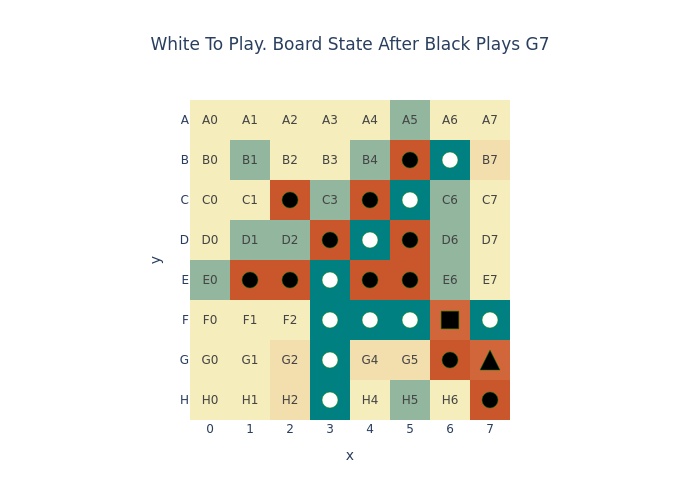 White To Play. Board State After Black Plays G7
A A0 A1 A2 A3 A4 A5 A6 A7
B B0 B1 B2 B3 B4 B7
C C0 C1 C3 C6 C7
D D0 D1 D2 D6 D7
E E0 E6 E7
F F0 F1 F2
G G0 G1 G2 G4 G5
H H0 H1 H2 H4 H5 H6
0 1 2 3 4 5 6 7
x
y